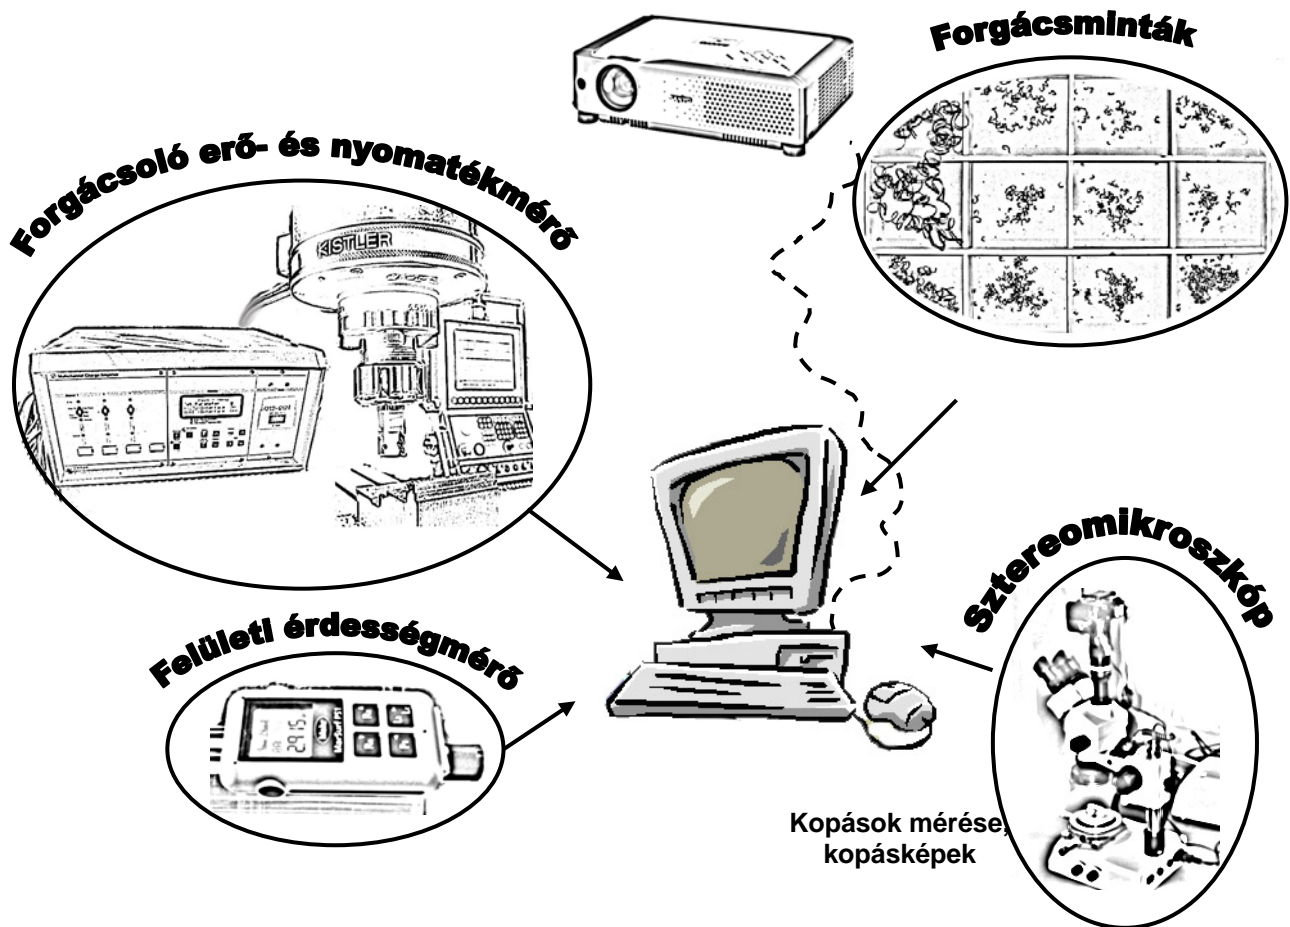 Forgácsminták
Forgácsoló erő- és nyomatékmérő
KISTLER
Sztereomikroszkóp
Felületi érdességmérő
Kopások mérése,
kopásképek